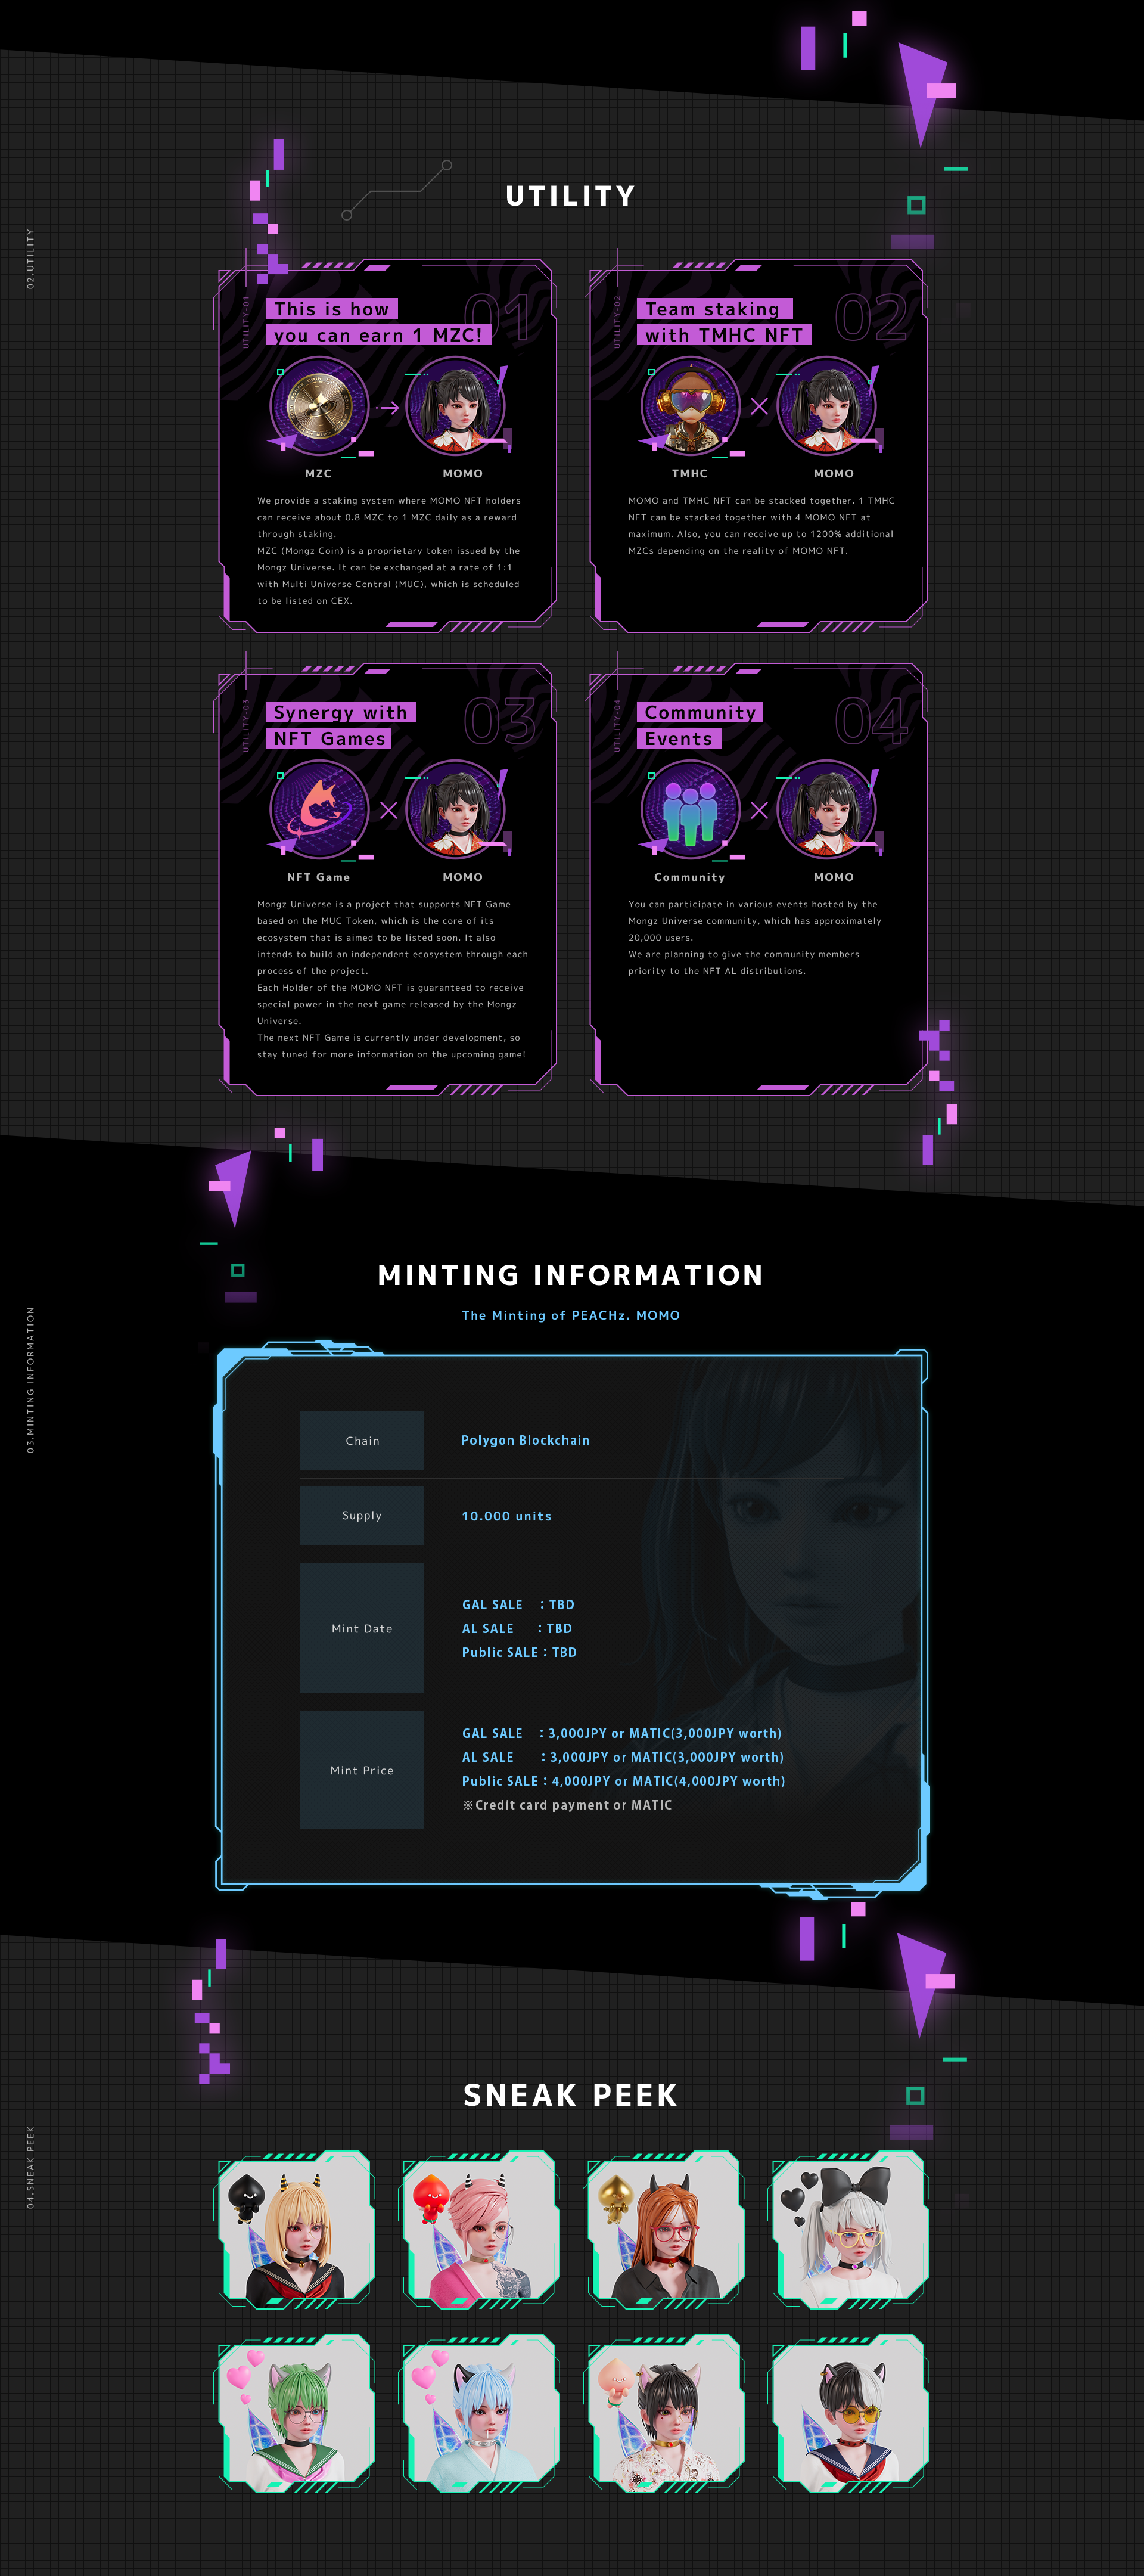 02.UTILITY
UTILITY
UTILITY-01
01
This is how
you can earn 1 MZC!
MZC
MOMO
We provide a staking system where MOMO NFT holders
can receive about 0.8 MZC to 1 MZC daily as a reward
through staking.
MZC (Mongz Coin) is a proprietary token issued by the
Mongz Universe. It can be exchanged at a rate of 1:1
with Multi Universe Central (MUC), which is scheduled
to be listed on CEX.
UTILITY-02
02
Team staking
with TMHC NFT
TMHC
MOMO
MOMO and TMHC NFT can be stacked together. 1 TMHC
NFT can be stacked together with 4 MOMO NFT at
maximum. Also, you can receive up to 1200% additional
MZCs depending on the reality of MOMO NFT.
UTILITY-03
03
Synergy with
NFT Games
NFT Game
MOMO
Mongz Universe is a project that supports NFT Game
based on the MUC Token, which is the core of its
ecosystem that is aimed to be listed soon. It also
intends to build an independent ecosystem through each
process of the project.
Each Holder of the MOMO NFT is guaranteed to receive
special power in the next game released by the Mongz
Universe.
The next NFT Game is currently under development, so
stay tuned for more information on the upcoming game!
UTILITY-04
04
Community
Events
Community
MOMO
You can participate in various events hosted by the
Mongz Universe community, which has approximately
20,000 users.
We are planning to give the community members
priority to the NFT AL distributions.
03.MINTING INFORMATION
MINTING INFORMATION
The Minting of PEACHz. MOMO
Chain
Polygon Blockchain
Supply
10.000 units
Mint Date
GAL SALE ：TBD
AL SALE ：TBD
Public SALE：TBD
Mint Price
GAL SALE ：3,000JPY or MATIC(3,000JPY worth)
AL SALE ：3,000JPY or MATIC(3,000JPY worth)
Public SALE：4,000JPY or MATIC(4,000JPY worth)
※Credit card payment or MATIC
04.SNEAK PEEK
SNEAK PEEK